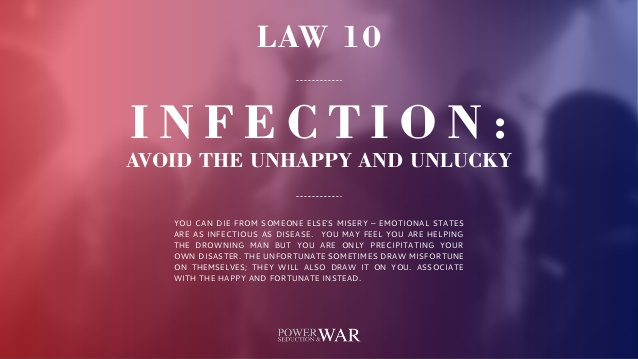 LAW 10
INFECTION:
AVOID THE UNHAPPY AND UNLUCKY
YOU CAN DIE FROM SOMEONE ELSE'S MISERY – EMOTIONAL STATES
ARE AS INFECTIOUS AS DISEASE. YOU MAY FEEL YOU ARE HELPING
THE DROWNING MAN BUT YOU ARE ONLY PRECIPITATING YOUR
OWN DISASTER. THE UNFORTUNATE SOMETIMES DRAW MISFORTUNE
ON THEMSELVES; THEY WILL ALSO DRAW IT ON YOU. ASSOCIATE
WITH THE HAPPY AND FORTUNATE INSTEAD.
POWER
SEDUCTION & WAR